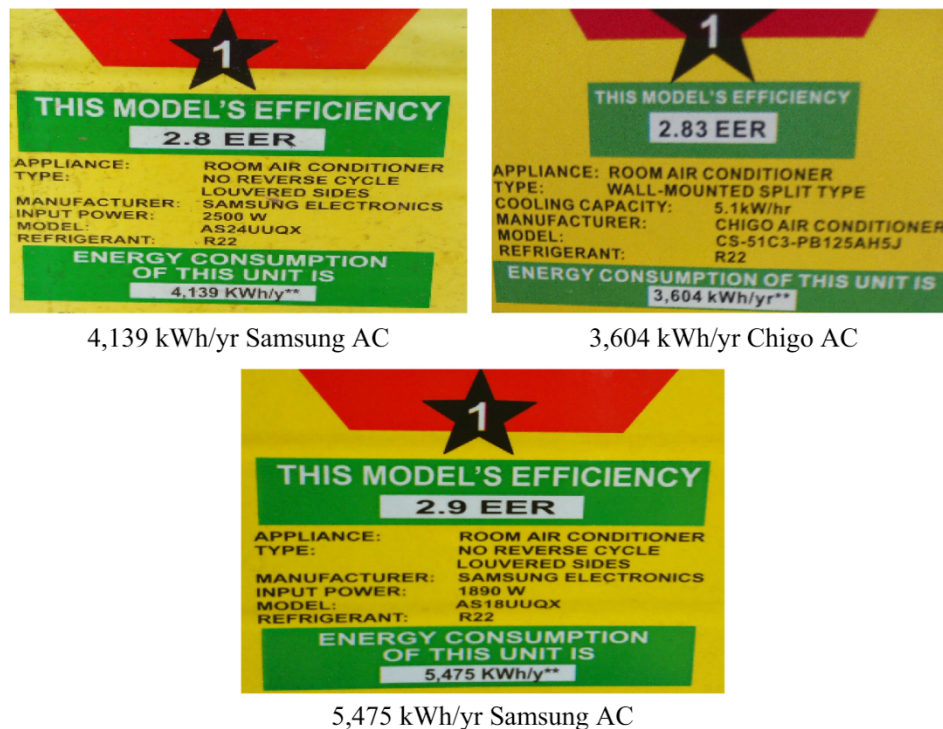 1
THIS MODEL'S EFFICIENCY
2.8 EER
APPLIANCE: ROOM AIR CONDITIONER
TYPE: NO REVERSE CYCLE
LOUVERED SIDES
MANUFACTURER: SAMSUNG ELECTRONICS
INPUT POWER: 2500 W
MODEL: AS24UUQX
REFRIGERANT: R22
ENERGY CONSUMPTION
OF THIS UNIT IS
4,139 KWh/y**
4,139 kWh/yr Samsung AC
1
THIS MODEL'S EFFICIENCY
2.83 EER
APPLIANCE: ROOM AIR CONDITIONER
TYPE: WALL-MOUNTED SPLIT TYPE
COOLING CAPACITY: 5.1kW/hr
MANUFACTURER: CHIGO AIR CONDITIONER
MODEL: CS-51C3-PB125AH5J
REFRIGERANT: R22
ENERGY CONSUMPTION OF THIS UNIT IS
3,604 kWh/yr**
3,604 kWh/yr Chigo AC
1
THIS MODEL'S EFFICIENCY
2.9 EER
APPLIANCE: ROOM AIR CONDITIONER
TYPE: NO REVERSE CYCLE
LOUVERED SIDES
MANUFACTURER: SAMSUNG ELECTRONICS
INPUT POWER: 1890 W
MODEL: AS18UUQX
REFRIGERANT: R22
ENERGY CONSUMPTION
OF THIS UNIT IS
5,475 KWh/y**
5,475 kWh/yr Samsung AC